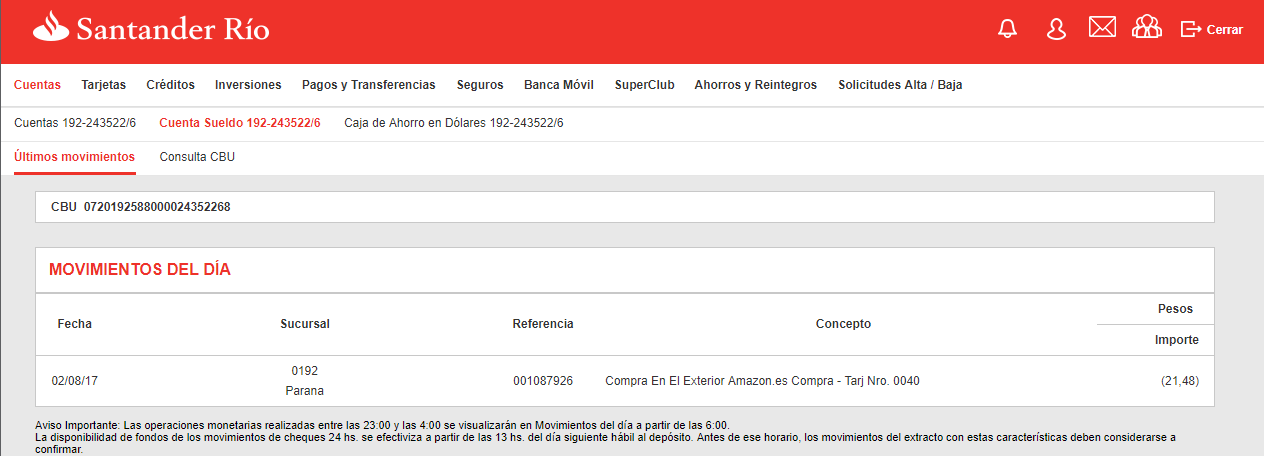 Santander Río
Cerrar
Cuentas Tarjetas Créditos Inversiones Pagos y Transferencias Seguros Banca Móvil SuperClub Ahorros y Reintegros Solicitudes Alta / Baja
Cuentas 192-243522/6 Cuenta Sueldo 192-243522/6 Caja de Ahorro en Dólares 192-243522/6
Últimos movimientos Consulta CBU
CBU 0720192588000024352268
MOVIMIENTOS DEL DÍA
Fecha Sucursal Referencia Concepto Pesos
Importe
02/08/17 0192 Parana 001087926 Compra En El Exterior Amazon.es Compra - Tarj Nro. 0040 (21,48)
Aviso Importante: Las operaciones monetarias realizadas entre las 23:00 y las 4:00 se visualizarán en Movimientos del día a partir de las 6:00.
La disponibilidad de fondos de los movimientos de cheques 24 hs. se efectiviza a partir de las 13 hs. del día siguiente hábil al depósito. Antes de ese horario, los movimientos del extracto con estas características deben considerarse a
confirmar.